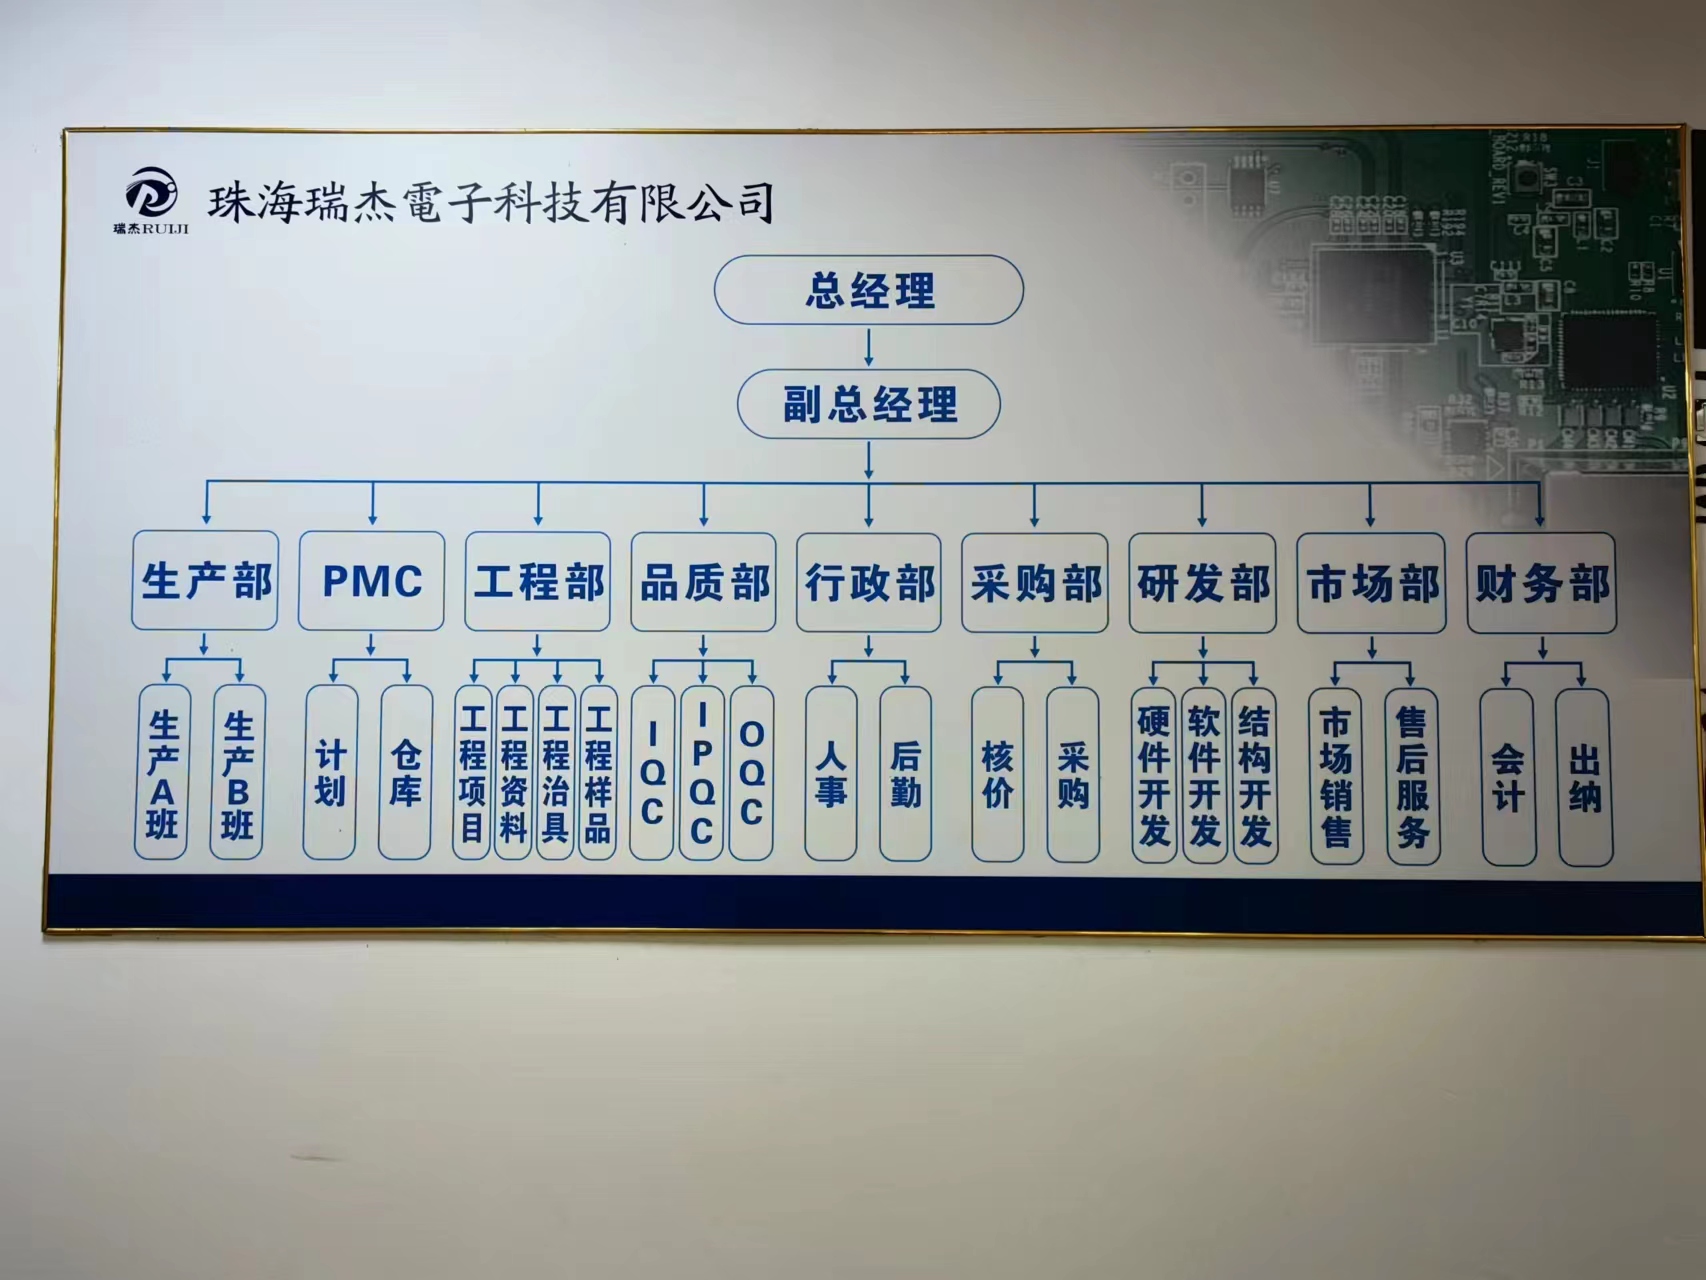 瑞杰RUIJI
珠海瑞杰電子科技有限公司
总经理
副总经理
生产部
PMC
工程部
品质部
行政部
采购部
研发部
市场部
财务部
生产A班
生产B班
计划
仓库
工程项目
工程资料
工程治具
工程样品
IQC
IPQC
OQC
人事
后勤
核价
采购
硬件开发
软件开发
结构开发
市场销售
售后服务
会计
出纳